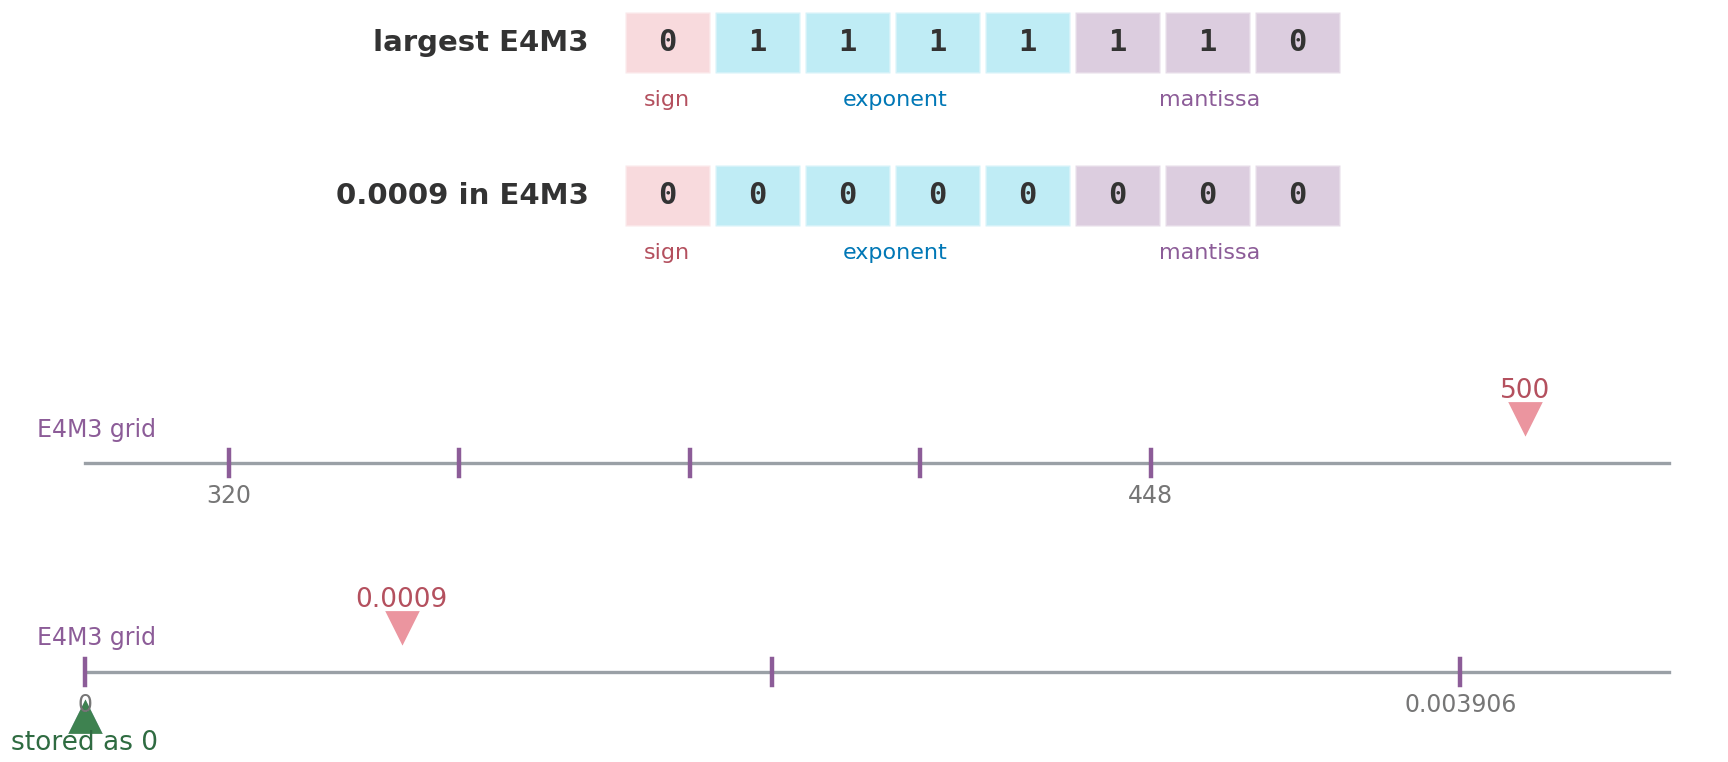 largest E4M3 0 1 1 1 1 1 1 0
sign exponent mantissa
0.0009 in E4M3 0 0 0 0 0 0 0 0
sign exponent mantissa
500
E4M3 grid
320 448
0.0009
E4M3 grid
0 0.003906
stored as 0